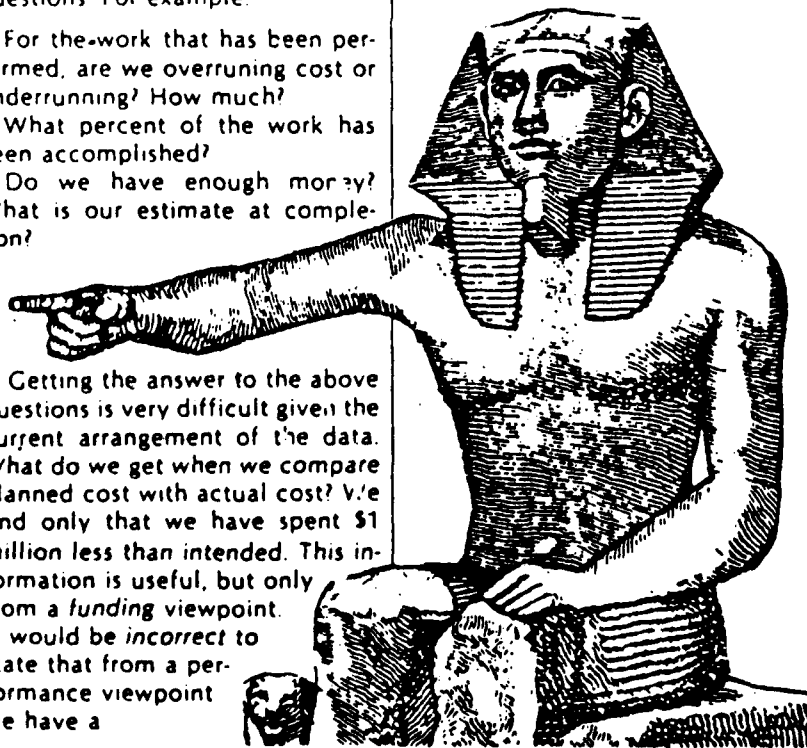 uestions. For example:
For the-work that has been per-
rmed, are we overruning cost or
nderrunning? How much?
What percent of the work has
een accomplished?
Do we have enough mor ey?
hat is our estimate at comple-
on?
Getting the answer to the above
uestions is very difficult given the
urrent arrangement of the data.
hat do we get when we compare
lanned cost with actual cost? We
nd only that we have spent $1
illion less than intended. This in-
ormation is useful, but only
om a funding viewpoint.
would be incorrect to
ate that from a per-
ormance viewpoint
e have a